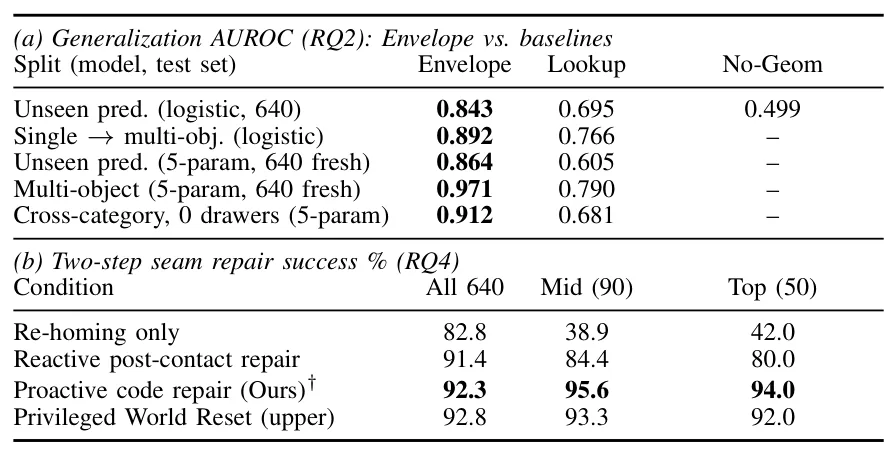 (a) Generalization AUROC (RQ2): Envelope vs. baselines
Split (model, test set) Envelope Lookup No-Geom
Unseen pred. (logistic, 640) 0.843 0.695 0.499
Single → multi-obj. (logistic) 0.892 0.766 –
Unseen pred. (5-param, 640 fresh) 0.864 0.605 –
Multi-object (5-param, 640 fresh) 0.971 0.790 –
Cross-category, 0 drawers (5-param) 0.912 0.681 –
(b) Two-step seam repair success % (RQ4)
Condition All 640 Mid (90) Top (50)
Re-homing only 82.8 38.9 42.0
Reactive post-contact repair 91.4 84.4 80.0
Proactive code repair (Ours)† 92.3 95.6 94.0
Privileged World Reset (upper) 92.8 93.3 92.0